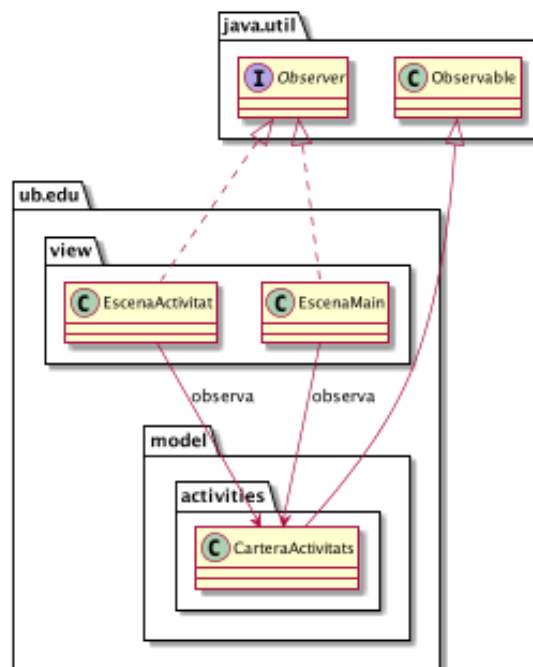 java.util
I Observer
C Observable
ub.edu
view
C EscenaActivitat
C EscenaMain
observa
observa
model
activities
C CarteraActivitats